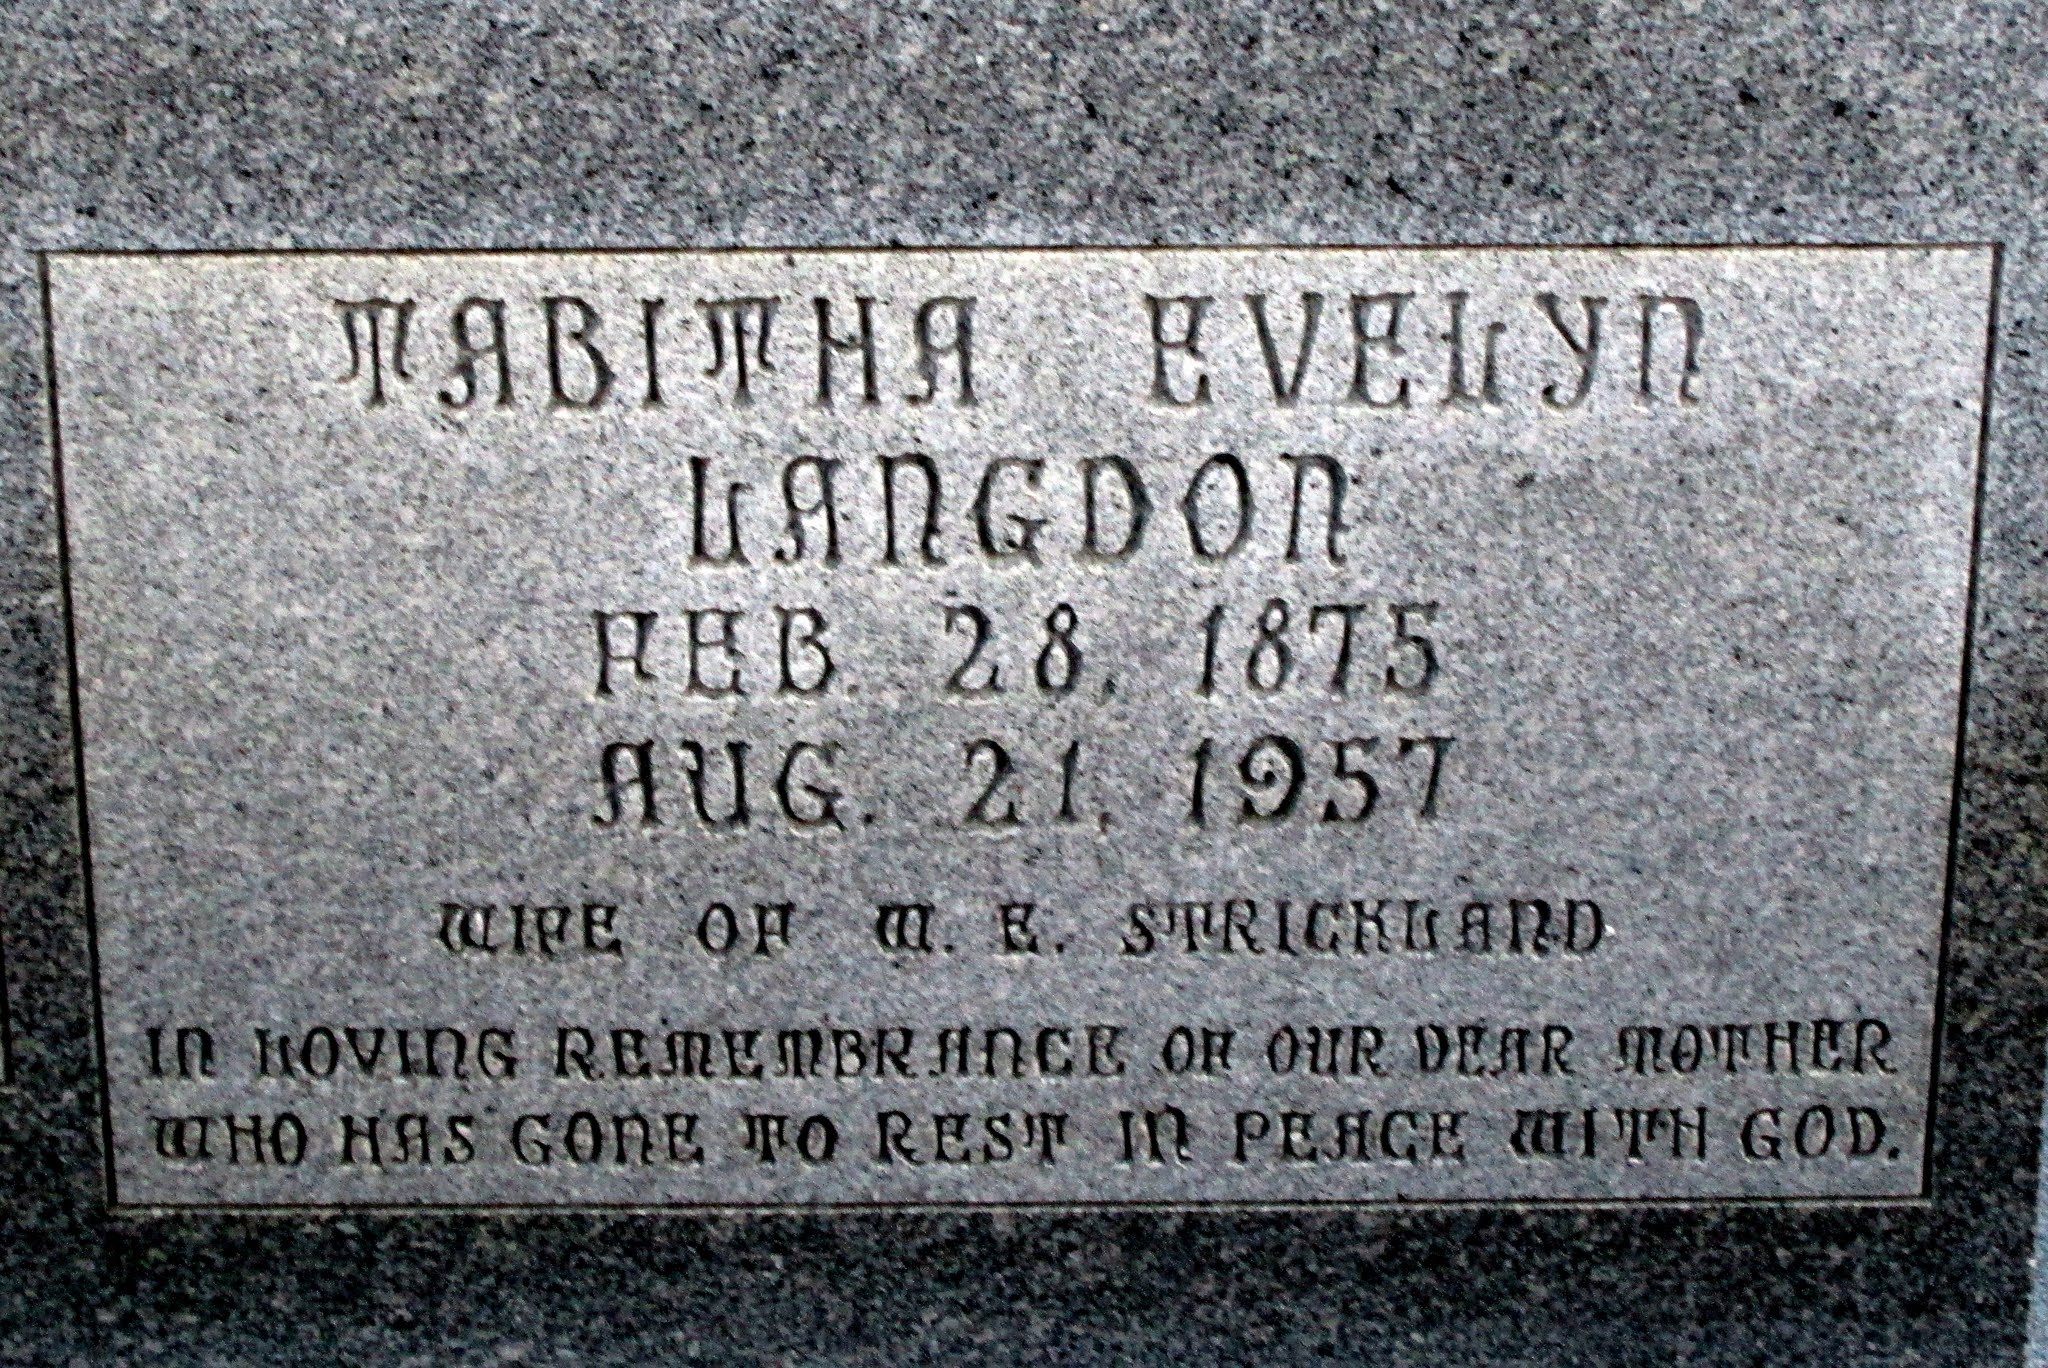 TABITHA EVELYN
LANGDON
FEB. 28, 1875
AUG. 21, 1957
WIFE OF W. E. STRICKLAND
IN LOVING REMEMBRANCE OF OUR DEAR MOTHER
WHO HAS GONE TO REST IN PEACE WITH GOD.